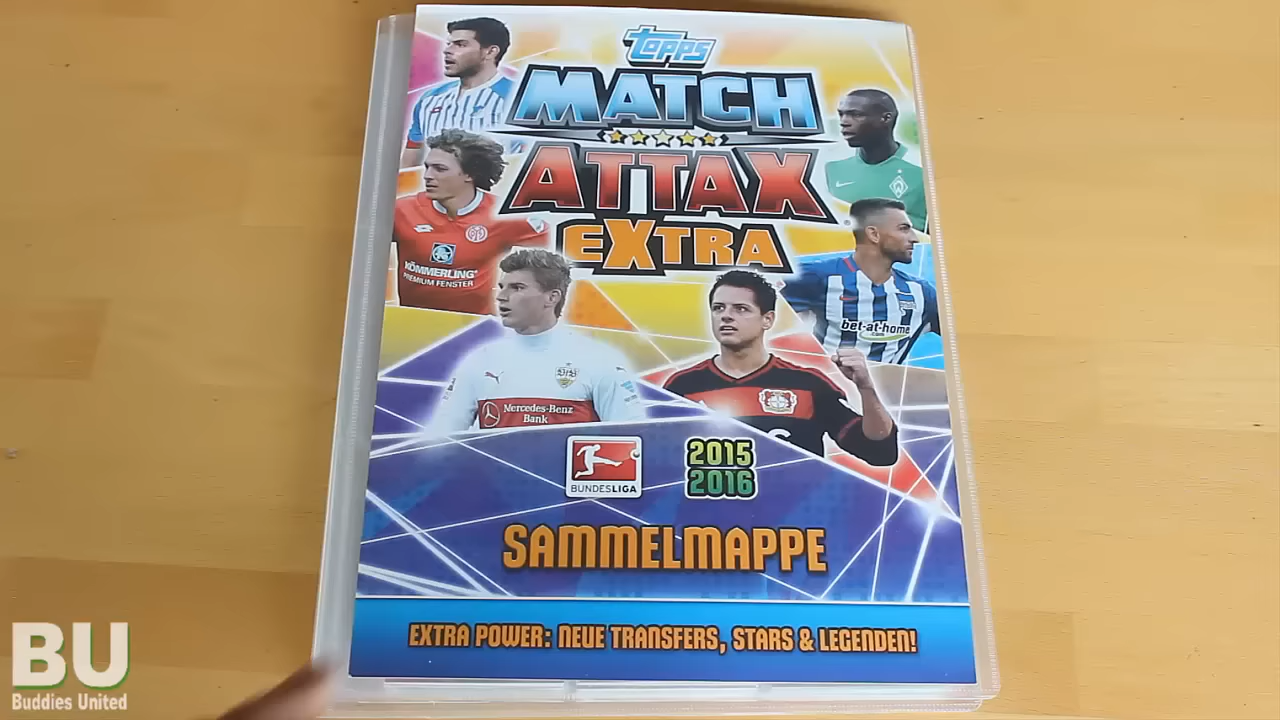 topps
MATCH
ATTAX
EXTRA
KÖMMERLING
PREMIUM FENSTER
Mercedes-Benz
Bank
bet-at-home
.com
BUNDESLIGA
2015
2016
SAMMELMAPPE
EXTRA POWER: NEUE TRANSFERS, STARS & LEGENDEN!
BU
Buddies United